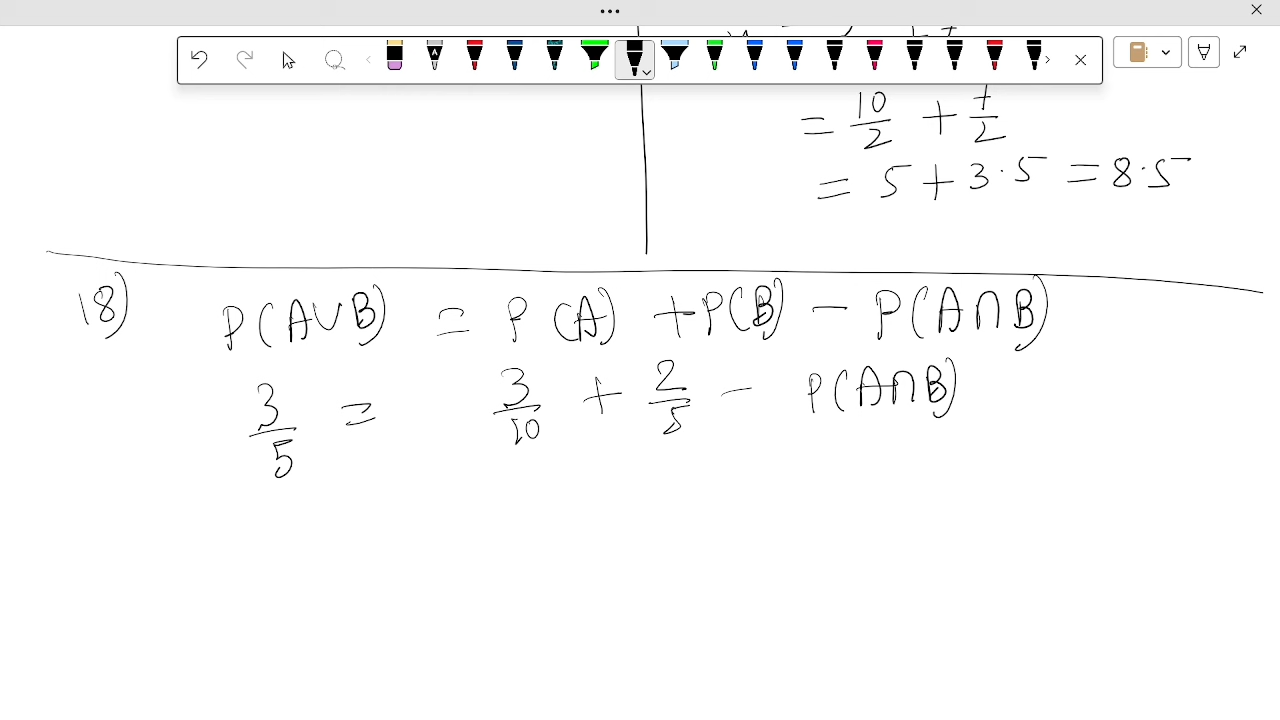 = 10/2 + 7/2
= 5 + 3.5 = 8.5
18) P(A∪B) = P(A) + P(B) - P(A∩B)
3/5 = 3/10 + 2/5 - P(A∩B)